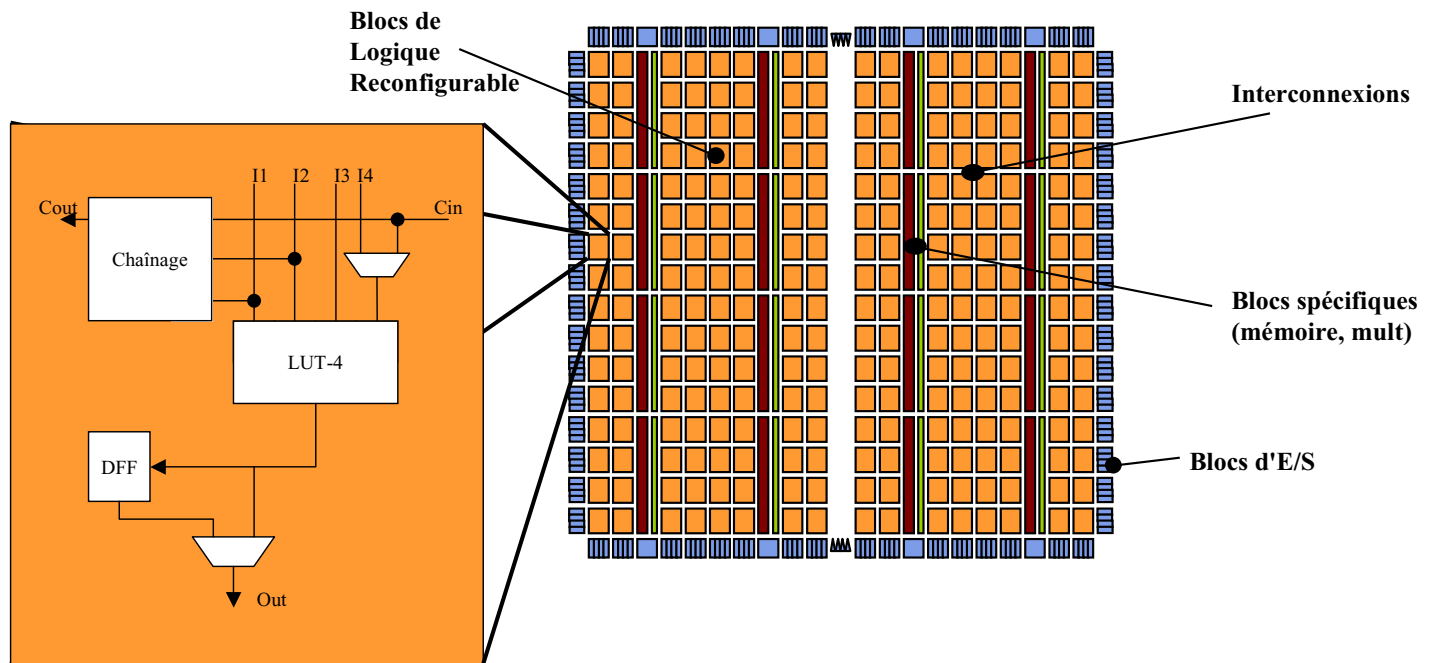 Blocs de
Logique
Reconfigurable
Interconnexions
I1 I2 I3 I4
Cout
Cin
Chaînage
Blocs spécifiques
(mémoire, mult)
LUT-4
DFF
Blocs d'E/S
Out